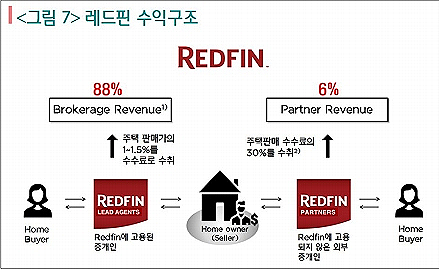 <그림 7> 레드핀 수익구조
REDFIN
88%
6%
Brokerage Revenue1)
Partner Revenue
주택 판매가의
1~1.5%를
수수료로 수취
주택판매 수수료의
30%를 수취2)
REDFIN
LEAD AGENTS
REDFIN
PARTNERS
Home
Buyer
Redfin에 고용된
중개인
Home owner
(Seller)
Redfin에 고용
되지 않은 외부
중개인
Home
Buyer